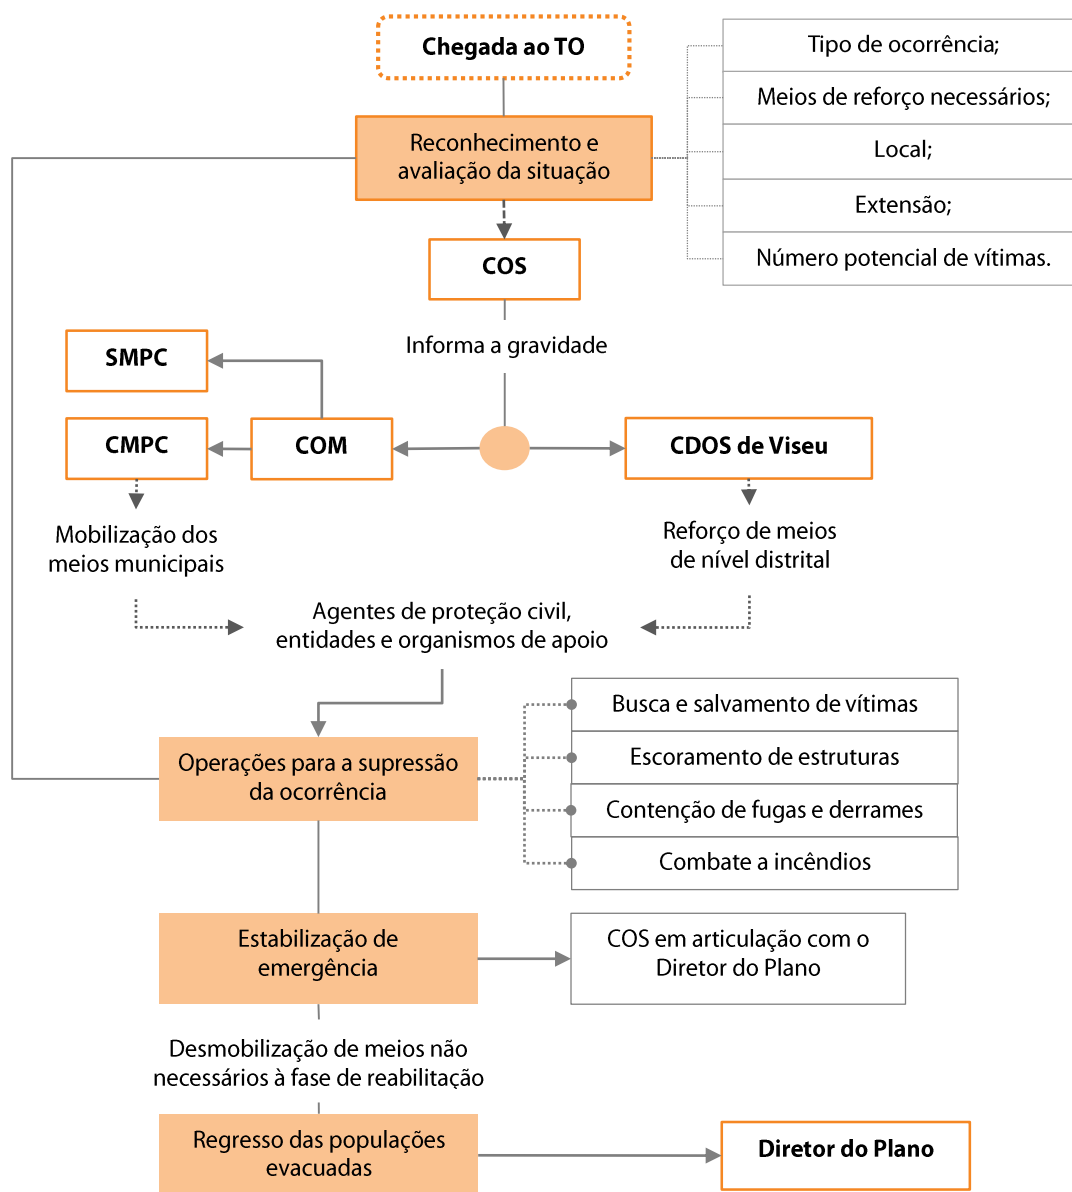 Chegada ao TO
Reconhecimento e
avaliação da situação
Tipo de ocorrência;
Meios de reforço necessários;
Local;
Extensão;
Número potencial de vítimas.
COS
Informa a gravidade
SMPC
CMPC
COM
CDOS de Viseu
Mobilização dos
meios municipais
Reforço de meios
de nível distrital
Agentes de proteção civil,
entidades e organismos de apoio
Operações para a supressão
da ocorrência
Busca e salvamento de vítimas
Escoramento de estruturas
Contenção de fugas e derrames
Combate a incêndios
Estabilização de
emergência
COS em articulação com o
Diretor do Plano
Desmobilização de meios não
necessários à fase de reabilitação
Regresso das populações
evacuadas
Diretor do Plano